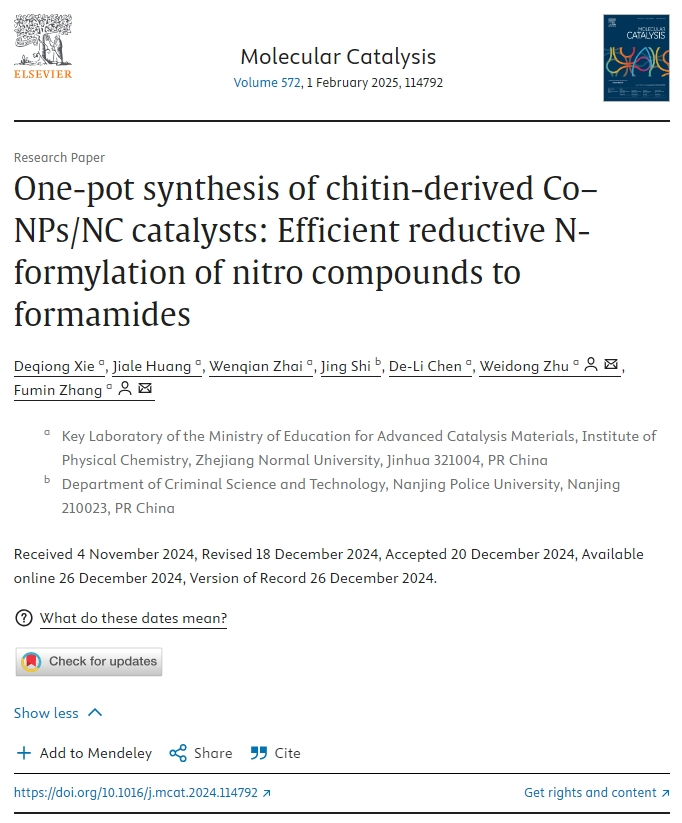 ELSEVIER
Molecular Catalysis
Volume 572, 1 February 2025, 114792
MOLECULAR
CATALYSIS
Research Paper
One-pot synthesis of chitin-derived Co–
NPs/NC catalysts: Efficient reductive N-
formylation of nitro compounds to
formamides
Deqiong Xie a, Jiale Huang a, Wenqian Zhai a, Jing Shi b, De-Li Chen a, Weidong Zhu a,
Fumin Zhang a
a Key Laboratory of the Ministry of Education for Advanced Catalysis Materials, Institute of
Physical Chemistry, Zhejiang Normal University, Jinhua 321004, PR China
b Department of Criminal Science and Technology, Nanjing Police University, Nanjing
210023, PR China
Received 4 November 2024, Revised 18 December 2024, Accepted 20 December 2024, Available
online 26 December 2024, Version of Record 26 December 2024.
What do these dates mean?
Check for updates
Show less
Add to Mendeley Share Cite
https://doi.org/10.1016/j.mcat.2024.114792 Get rights and content